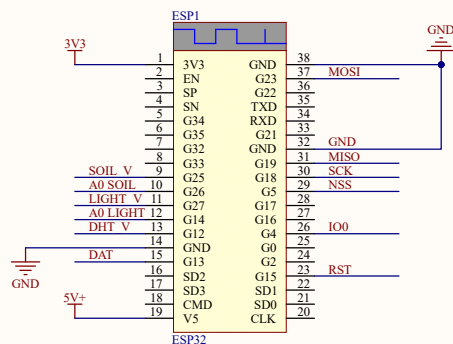 ESP1
GND
3V3
1 3V3 GND 38
2 EN G23 37 MOSI
3 SP G22 36
4 SN TXD 35
5 G34 RXD 34
6 G35 G21 33
7 G32 GND 32 GND
8 G33 G19 31 MISO
SOIL_V 9 G25 G18 30 SCK
A0 SOIL 10 G26 G5 29 NSS
LIGHT_V 11 G27 G17 28
A0 LIGHT 12 G14 G16 27
DHT_V 13 G12 G4 26 IO0
14 GND G0 25
DAT 15 G13 G2 24
16 SD2 G15 23 RST
GND
17 SD3 SD1 22
5V+
18 CMD SD0 21
19 V5 CLK 20
ESP32